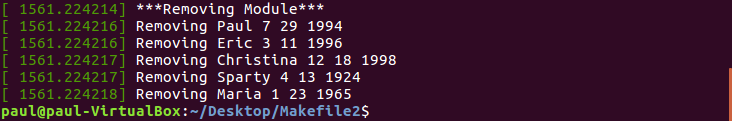 [ 1561.224214] ***Removing Module***
[ 1561.224216] Removing Paul 7 29 1994
[ 1561.224216] Removing Eric 3 11 1996
[ 1561.224217] Removing Christina 12 18 1998
[ 1561.224217] Removing Sparty 4 13 1924
[ 1561.224218] Removing Maria 1 23 1965
paul@paul-VirtualBox:~/Desktop/Makefile2$